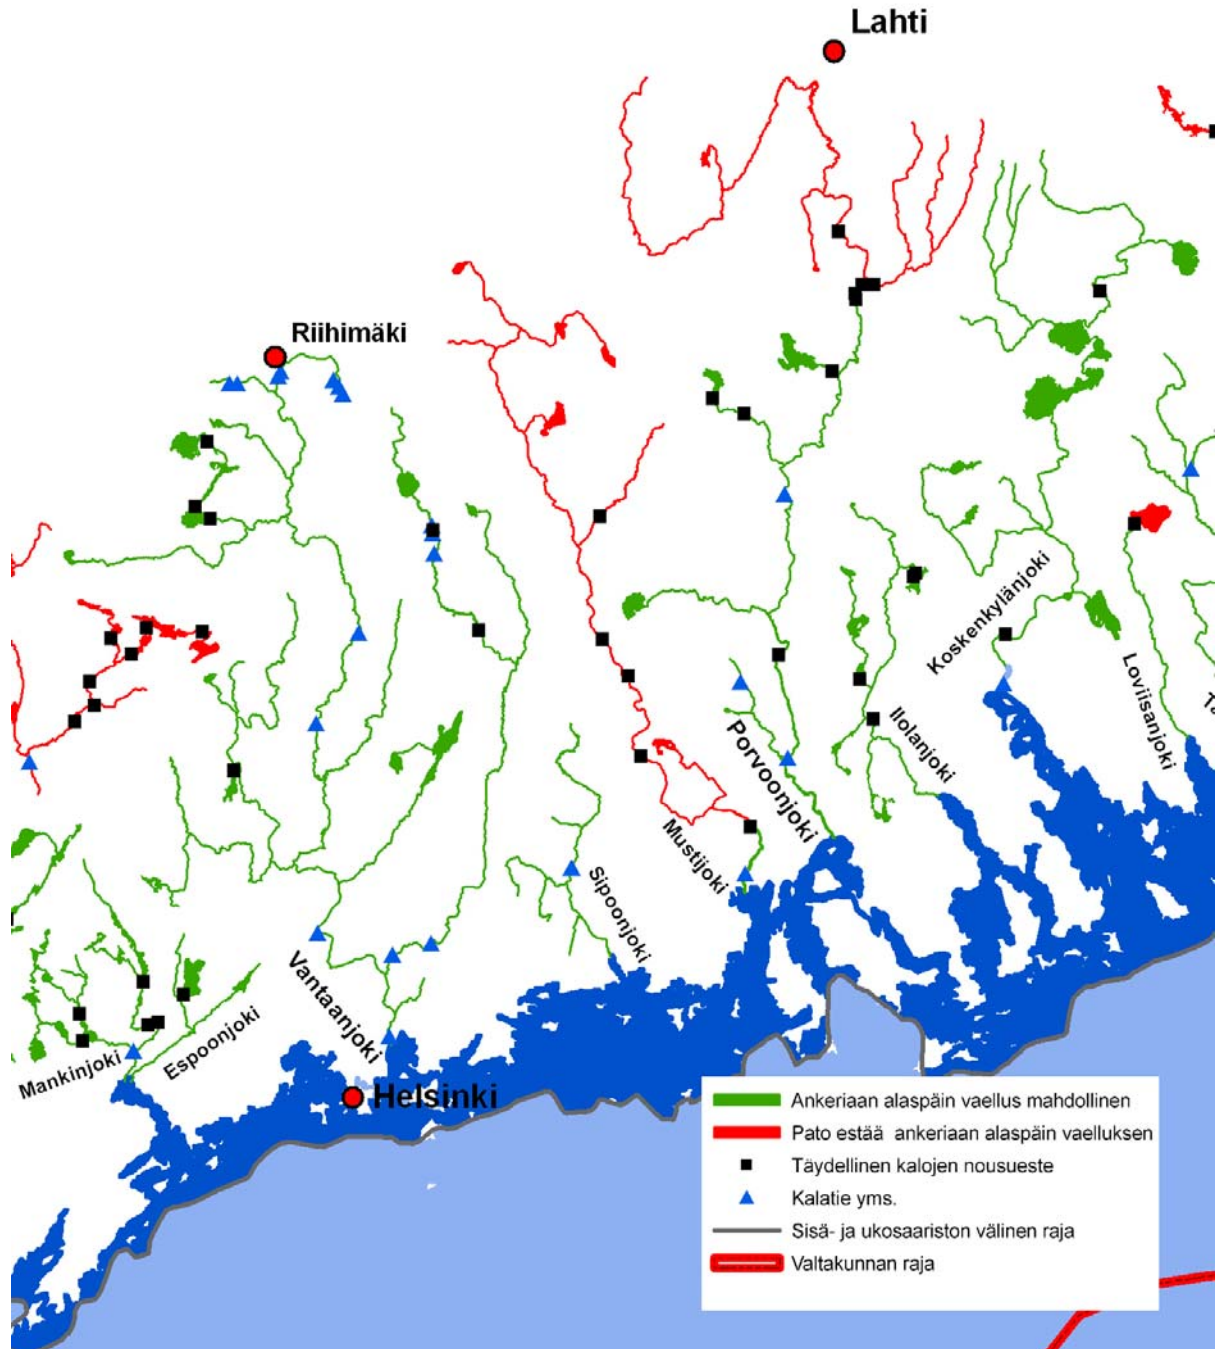 Lahti
Riihimäki
Koskenkylänjoki
Loviisanjoki
Ilolanjoki
Porvoonjoki
Mustijoki
Sipoonjoki
Vantaanjoki
Espoonjoki
Mankinjoki
Helsinki
Ankeriaan alaspäin vaellus mahdollinen
Pato estää ankeriaan alaspäin vaelluksen
Täydellinen kalojen nousueste
Kalatie yms.
Sisä- ja ukosaariston välinen raja
Valtakunnan raja